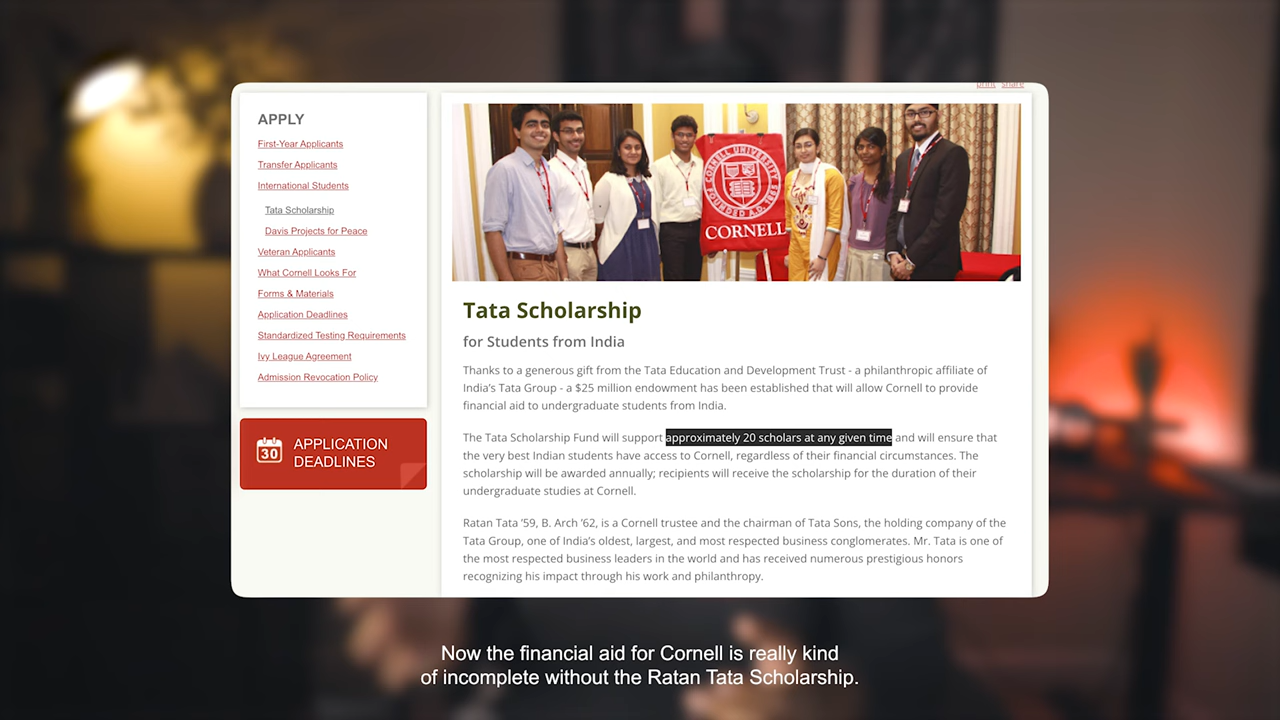 print share
APPLY
First-Year Applicants
Transfer Applicants
International Students
Tata Scholarship
Davis Projects for Peace
Veteran Applicants
What Cornell Looks For
Forms & Materials
Application Deadlines
Standardized Testing Requirements
Ivy League Agreement
Admission Revocation Policy
30
APPLICATION
DEADLINES
CORNELL UNIVERSITY
FOUNDED A.D. 1865
CORNELL
Tata Scholarship
for Students from India
Thanks to a generous gift from the Tata Education and Development Trust - a philanthropic affiliate of
India’s Tata Group - a $25 million endowment has been established that will allow Cornell to provide
financial aid to undergraduate students from India.
The Tata Scholarship Fund will support approximately 20 scholars at any given time and will ensure that
the very best Indian students have access to Cornell, regardless of their financial circumstances. The
scholarship will be awarded annually; recipients will receive the scholarship for the duration of their
undergraduate studies at Cornell.
Ratan Tata ’59, B. Arch ’62, is a Cornell trustee and the chairman of Tata Sons, the holding company of the
Tata Group, one of India’s oldest, largest, and most respected business conglomerates. Mr. Tata is one of
the most respected business leaders in the world and has received numerous prestigious honors
recognizing his impact through his work and philanthropy.
Now the financial aid for Cornell is really kind
of incomplete without the Ratan Tata Scholarship.